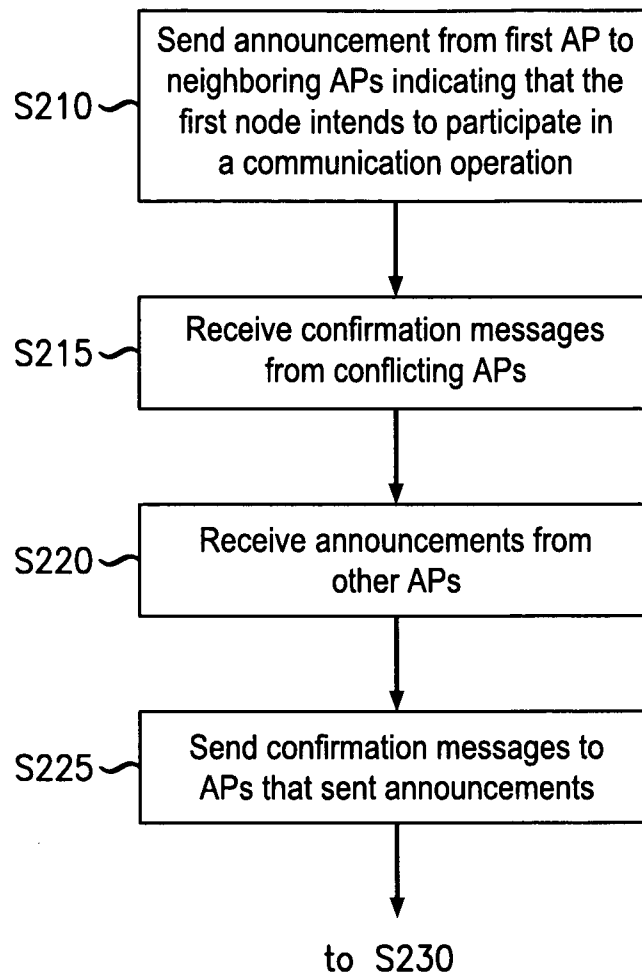 Send announcement from first AP to
neighboring APs indicating that the
S210
first node intends to participate in
a communication operation
Receive confirmation messages
S215
from conflicting APs
Receive announcements from
S220
other APs
Send confirmation messages to
S225
APs that sent announcements
to S230